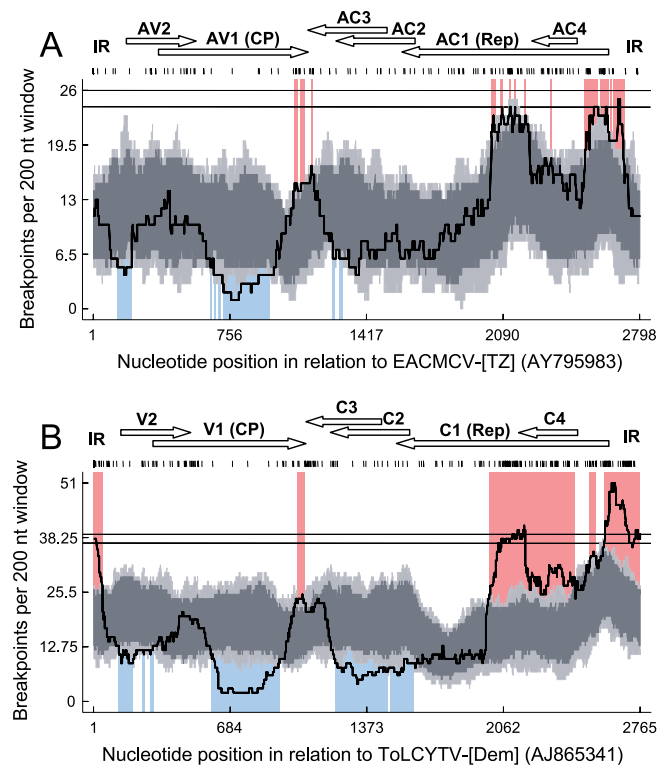 A
IR AV2 AV1 (CP) AC3 AC2 AC1 (Rep) AC4 IR
Breakpoints per 200 nt window
26
19.5
13
6.5
0
1 756 1417 2090 2798
Nucleotide position in relation to EACMCV-[TZ] (AY795983)
B
IR V2 V1 (CP) C3 C2 C1 (Rep) C4 IR
Breakpoints per 200 nt window
51
38.25
25.5
12.75
0
1 684 1373 2062 2765
Nucleotide position in relation to ToLCYTV-[Dem] (AJ865341)